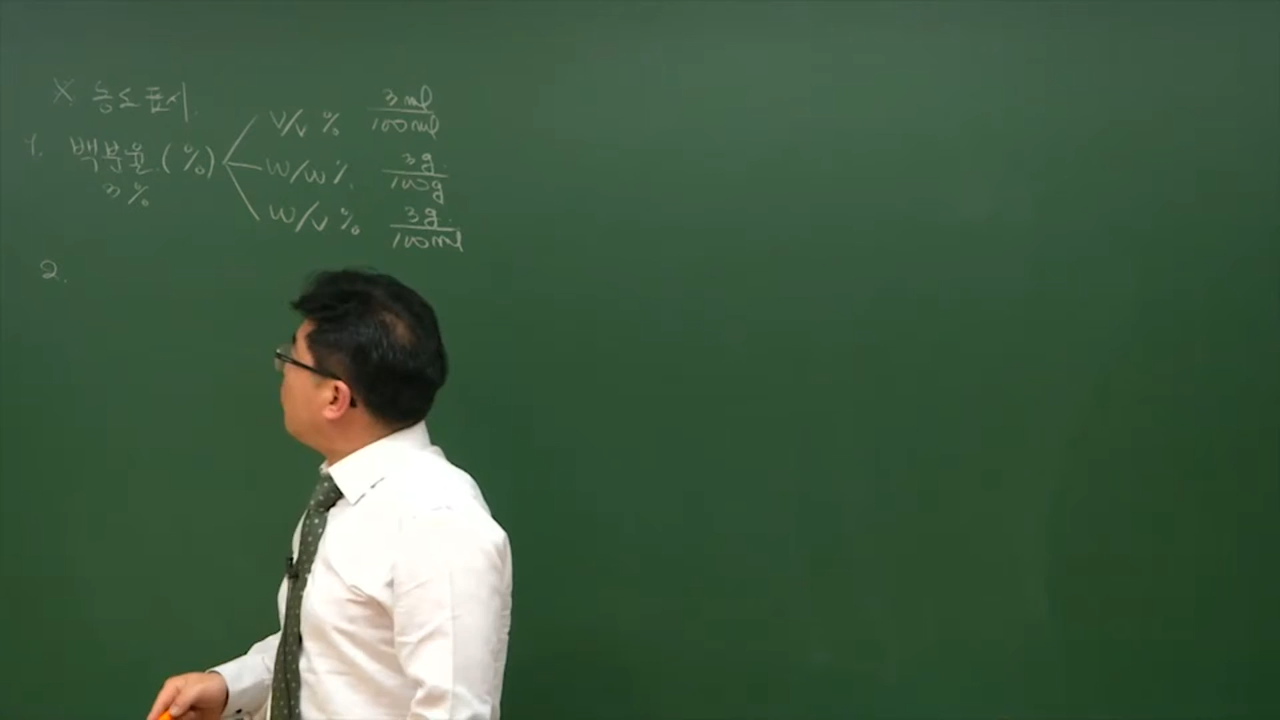 ※ 농도표시.
1. 백분율 (%)
3%
v/v % 3ml/100ml
w/w % 3g/100g
w/v % 3g/100ml
2.